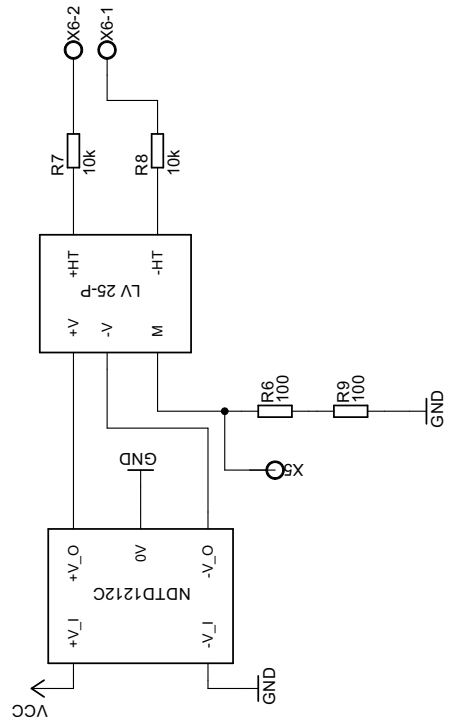 X6-2
X6-1
R7
10k
R8
10k
+HT
-HT
LV 25-P
+V
-V
M
R6
100
R9
100
GND
GND
X5
+V_O
0V
-V_O
NDTD1212C
+V_I
-V_I
VCC
GND